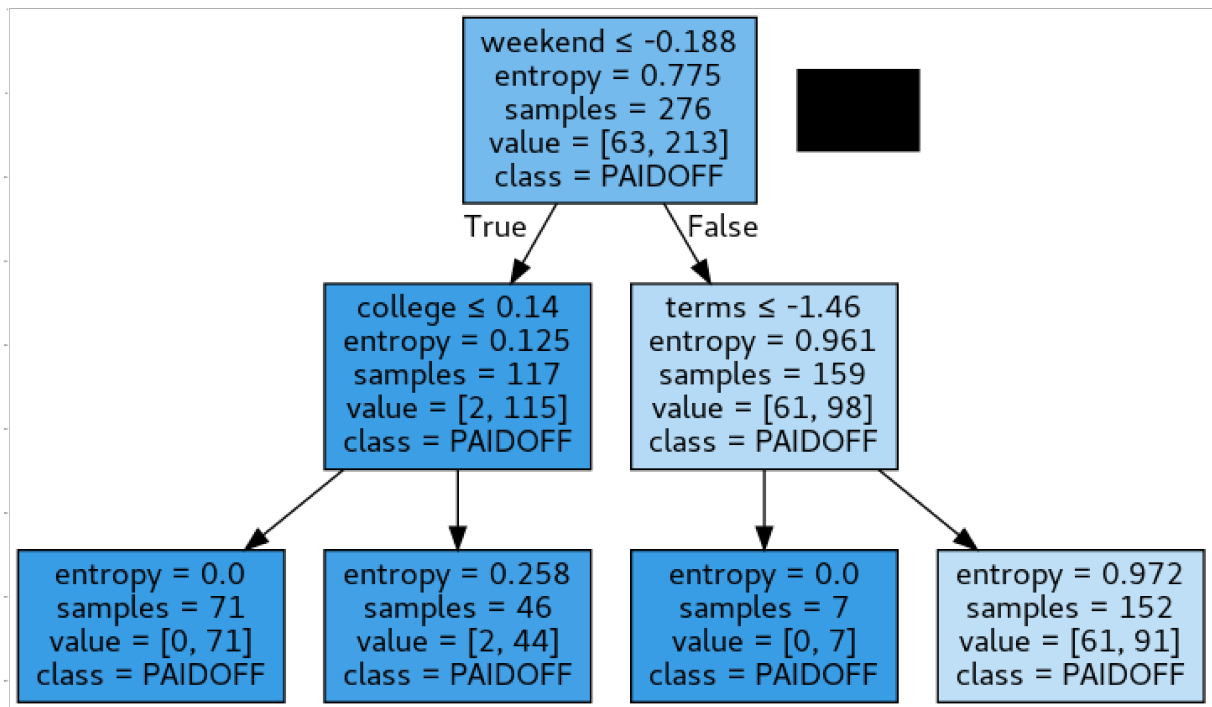 weekend ≤ -0.188
entropy = 0.775
samples = 276
value = [63, 213]
class = PAIDOFF
True
False
college ≤ 0.14
entropy = 0.125
samples = 117
value = [2, 115]
class = PAIDOFF
terms ≤ -1.46
entropy = 0.961
samples = 159
value = [61, 98]
class = PAIDOFF
entropy = 0.0
samples = 71
value = [0, 71]
class = PAIDOFF
entropy = 0.258
samples = 46
value = [2, 44]
class = PAIDOFF
entropy = 0.0
samples = 7
value = [0, 7]
class = PAIDOFF
entropy = 0.972
samples = 152
value = [61, 91]
class = PAIDOFF